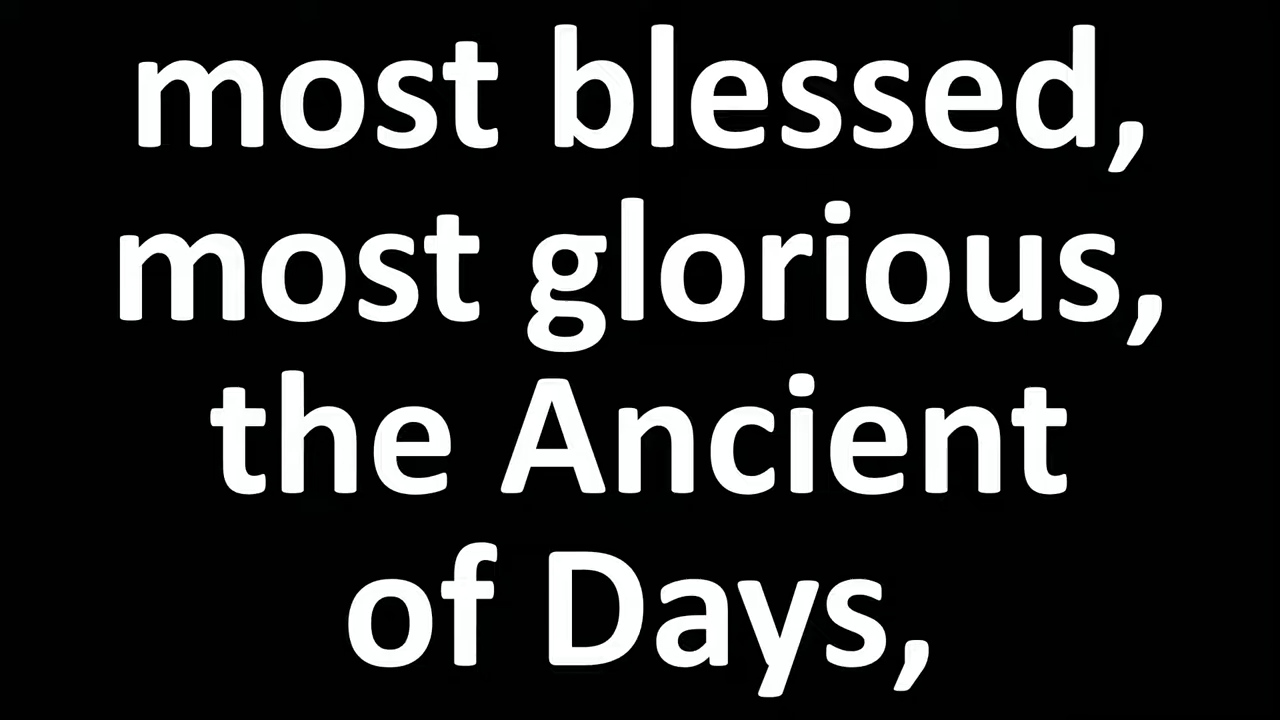 most blessed,
most glorious,
the Ancient
of Days,